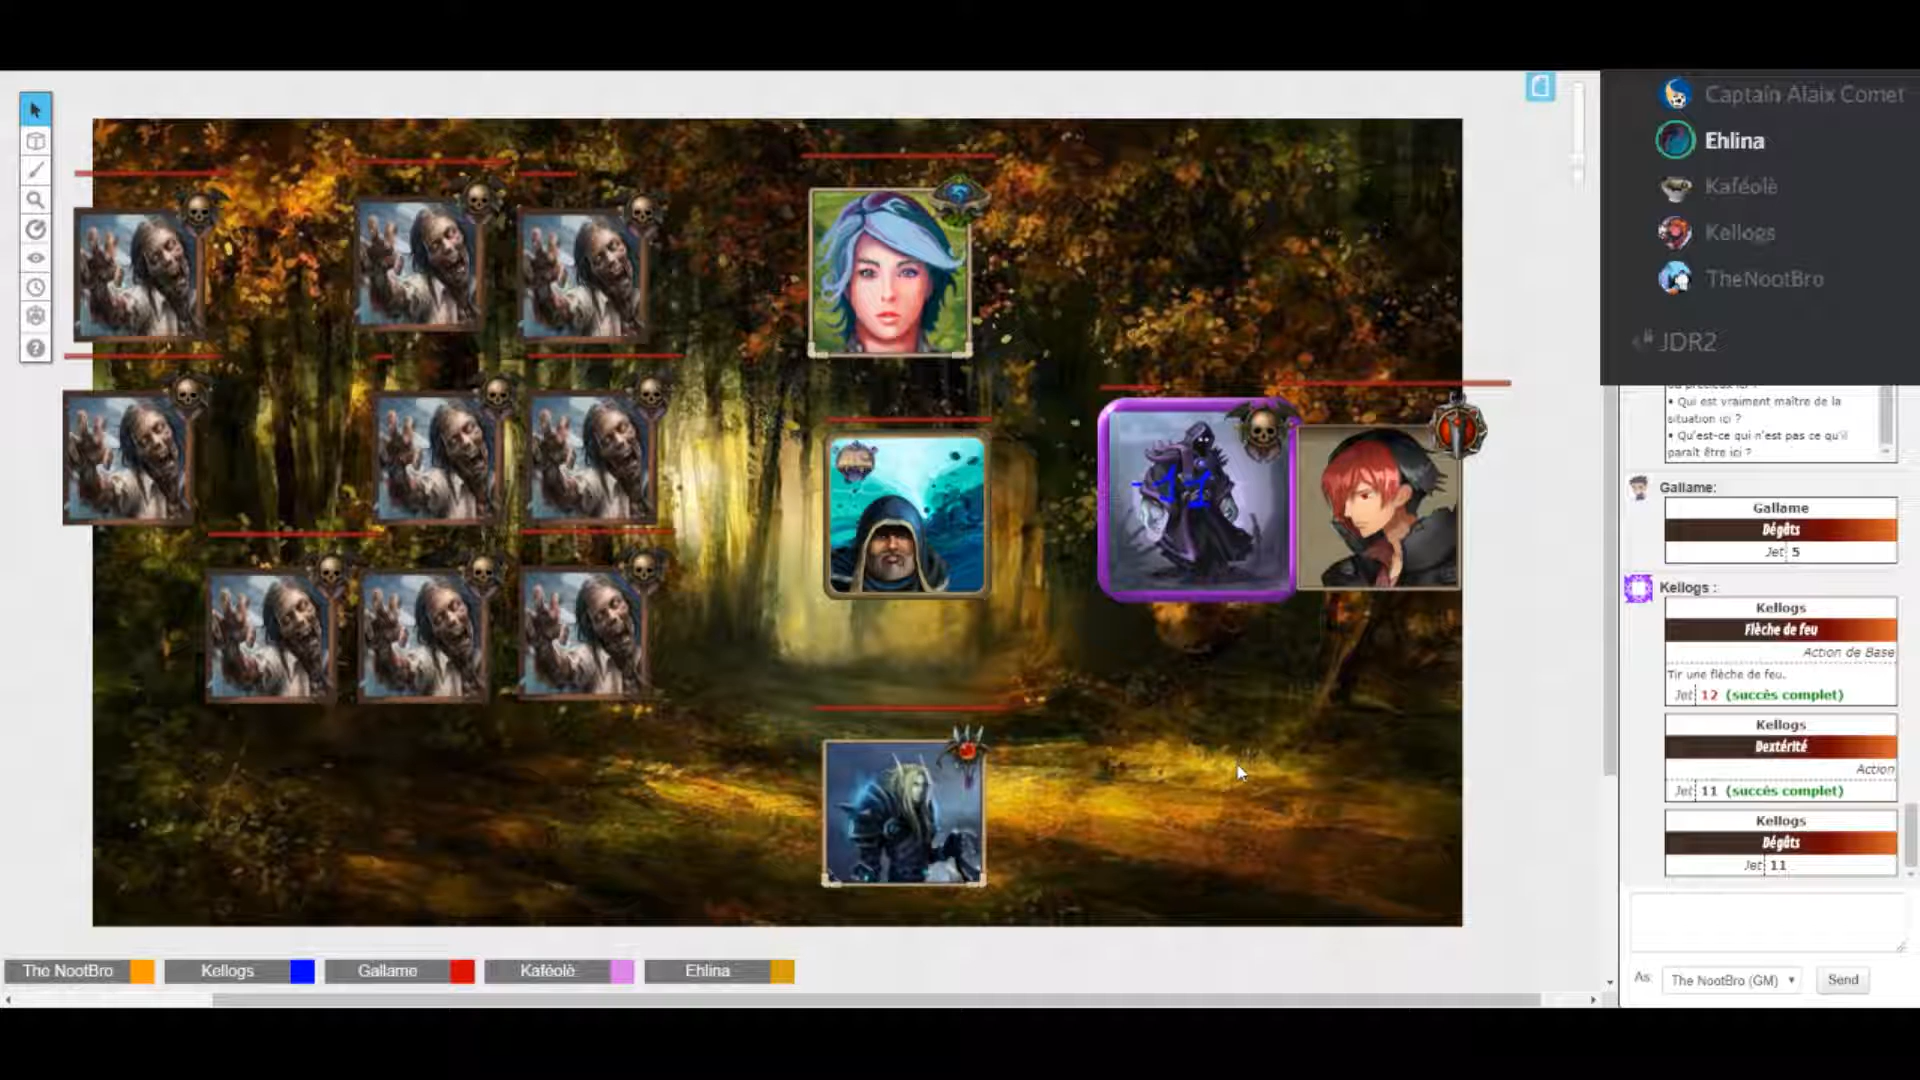 Captain Alaix Comet
Ehlina
Kaféolè
Kellogs
TheNootBro
JDR2
• Qui est vraiment maître de la
situation ici ?
• Qu'est-ce qui n'est pas ce qu'il
paraît être ici ?
Gallame:
Gallame
Dégâts
Jet: 5
Kellogs :
Kellogs
Flèche de feu
Action de Base
Tir une flèche de feu.
Jet: 12 (succès complet)
Kellogs
Dextérité
Action
Jet: 11 (succès complet)
Kellogs
Dégâts
Jet: 11
-11
The NootBro
Kellogs
Gallame
Kaféolè
Ehlina
As: The NootBro (GM)
Send